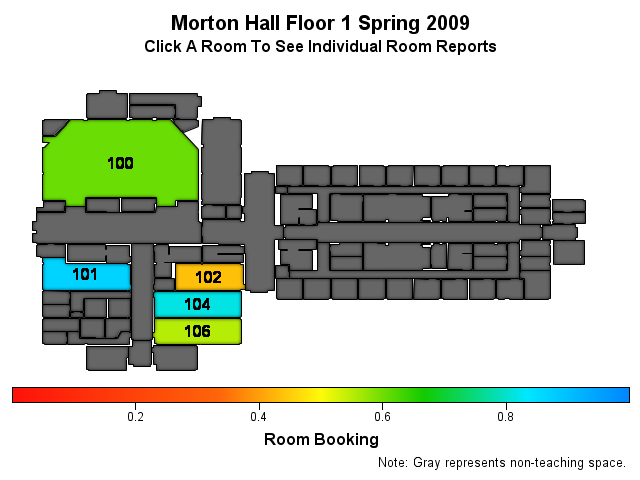 Morton Hall Floor 1 Spring 2009
Click A Room To See Individual Room Reports
100
101
102
104
106
0.2 0.4 0.6 0.8
Room Booking
Note: Gray represents non-teaching space.